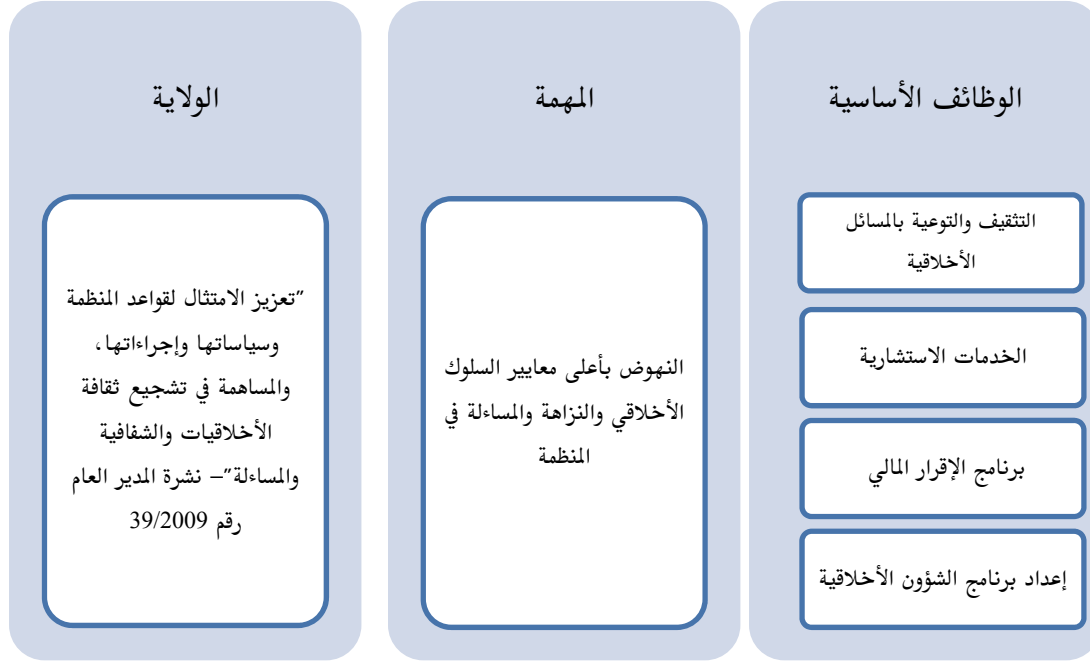 الوظائف الأساسية
التثقيف والتوعية بالمسائل
الأخلاقية
الخدمات الاستشارية
برنامج الإقرار المالي
إعداد برنامج الشؤون الأخلاقية
المهمة
النهوض بأعلى معايير السلوك
الأخلاقي والنزاهة والمساءلة في
المنظمة
الولاية
"تعزيز الامتثال لقواعد المنظمة
وسياساتها وإجراءاتها،
والمساهمة في تشجيع ثقافة
الأخلاقيات والشفافية
والمساءلة"– نشرة المدير العام
رقم 39/2009